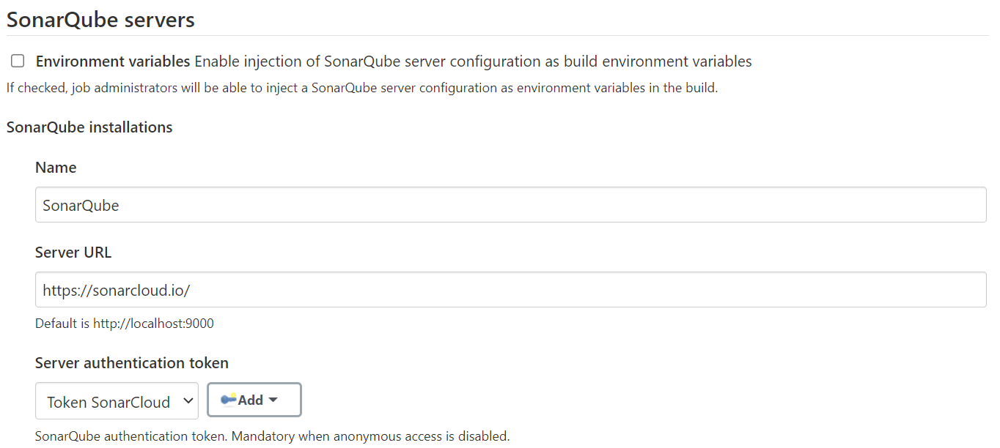 SonarQube servers
Environment variables Enable injection of SonarQube server configuration as build environment variables
If checked, job administrators will be able to inject a SonarQube server configuration as environment variables in the build.
SonarQube installations
Name
SonarQube
Server URL
https://sonarcloud.io/
Default is http://localhost:9000
Server authentication token
Token SonarCloud Add
SonarQube authentication token. Mandatory when anonymous access is disabled.